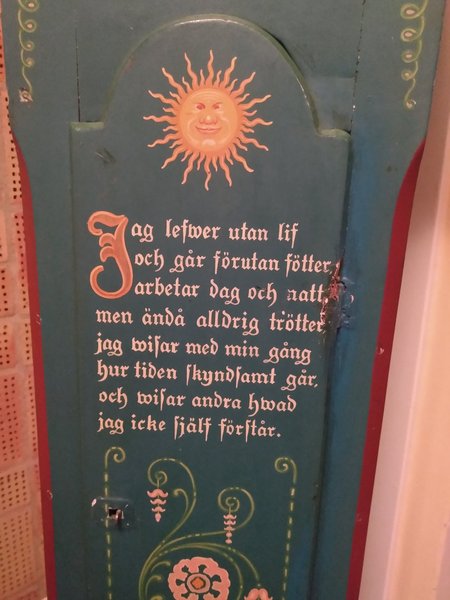 Jag lefwer utan lif
och går förutan fötter,
arbetar dag och natt
men ändå alldrig trötter
jag wisar med min gång
hur tiden skyndsamt går,
och wisar andra hwad
jag icke själf förstår.